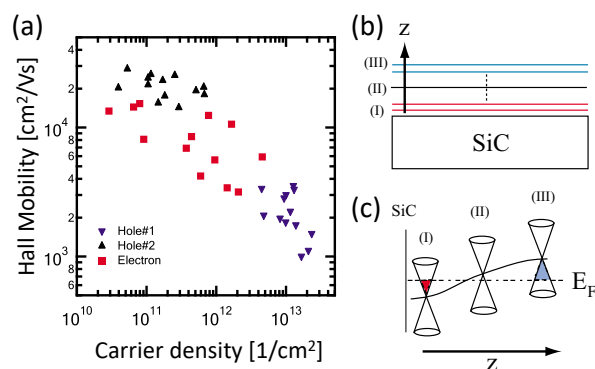 (a)
Hall Mobility [cm²/Vs]
4
2
10⁴
8
6
4
2
10³
8
6
Hole#1
Hole#2
Electron
10¹⁰ 10¹¹ 10¹² 10¹³
Carrier density [1/cm²]
(b)
z
(III)
(II)
(I)
SiC
(c)
SiC
(I)
(II)
(III)
E_F
z